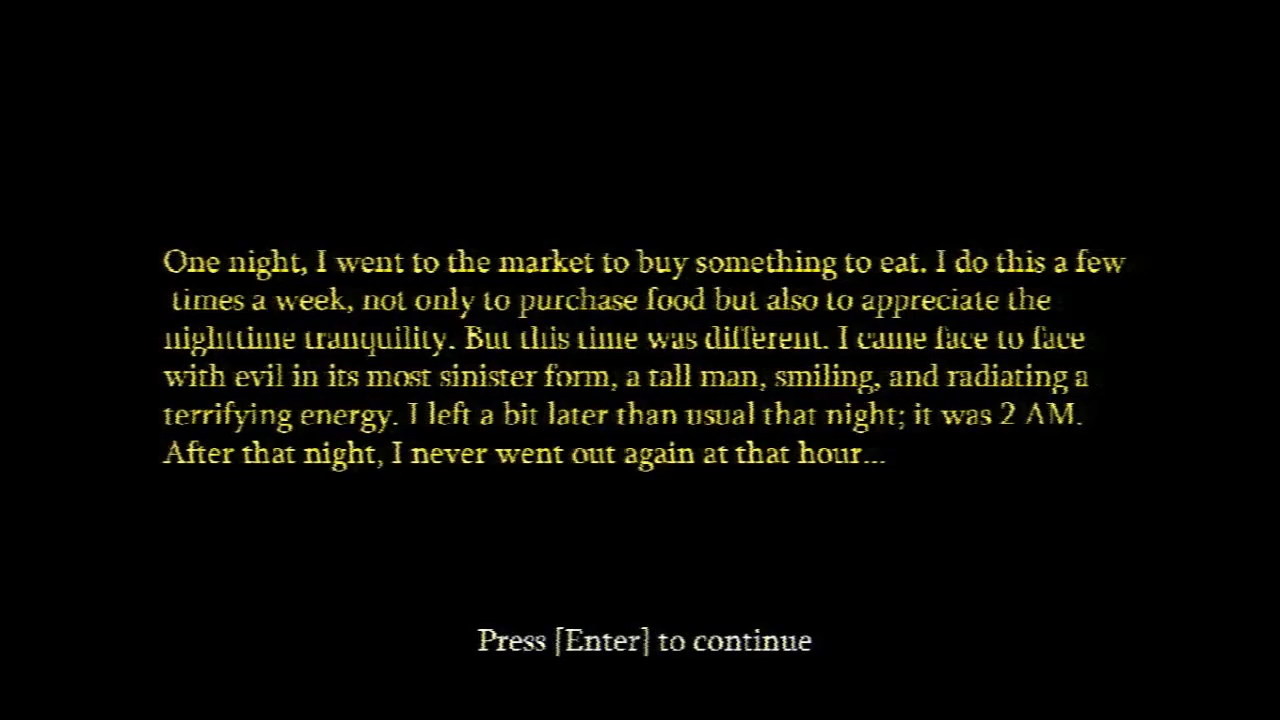 One night, I went to the market to buy something to eat. I do this a few
times a week, not only to purchase food but also to appreciate the
nighttime tranquility. But this time was different. I came face to face
with evil in its most sinister form, a tall man, smiling, and radiating a
terrifying energy. I left a bit later than usual that night; it was 2 AM.
After that night, I never went out again at that hour...
Press [Enter] to continue